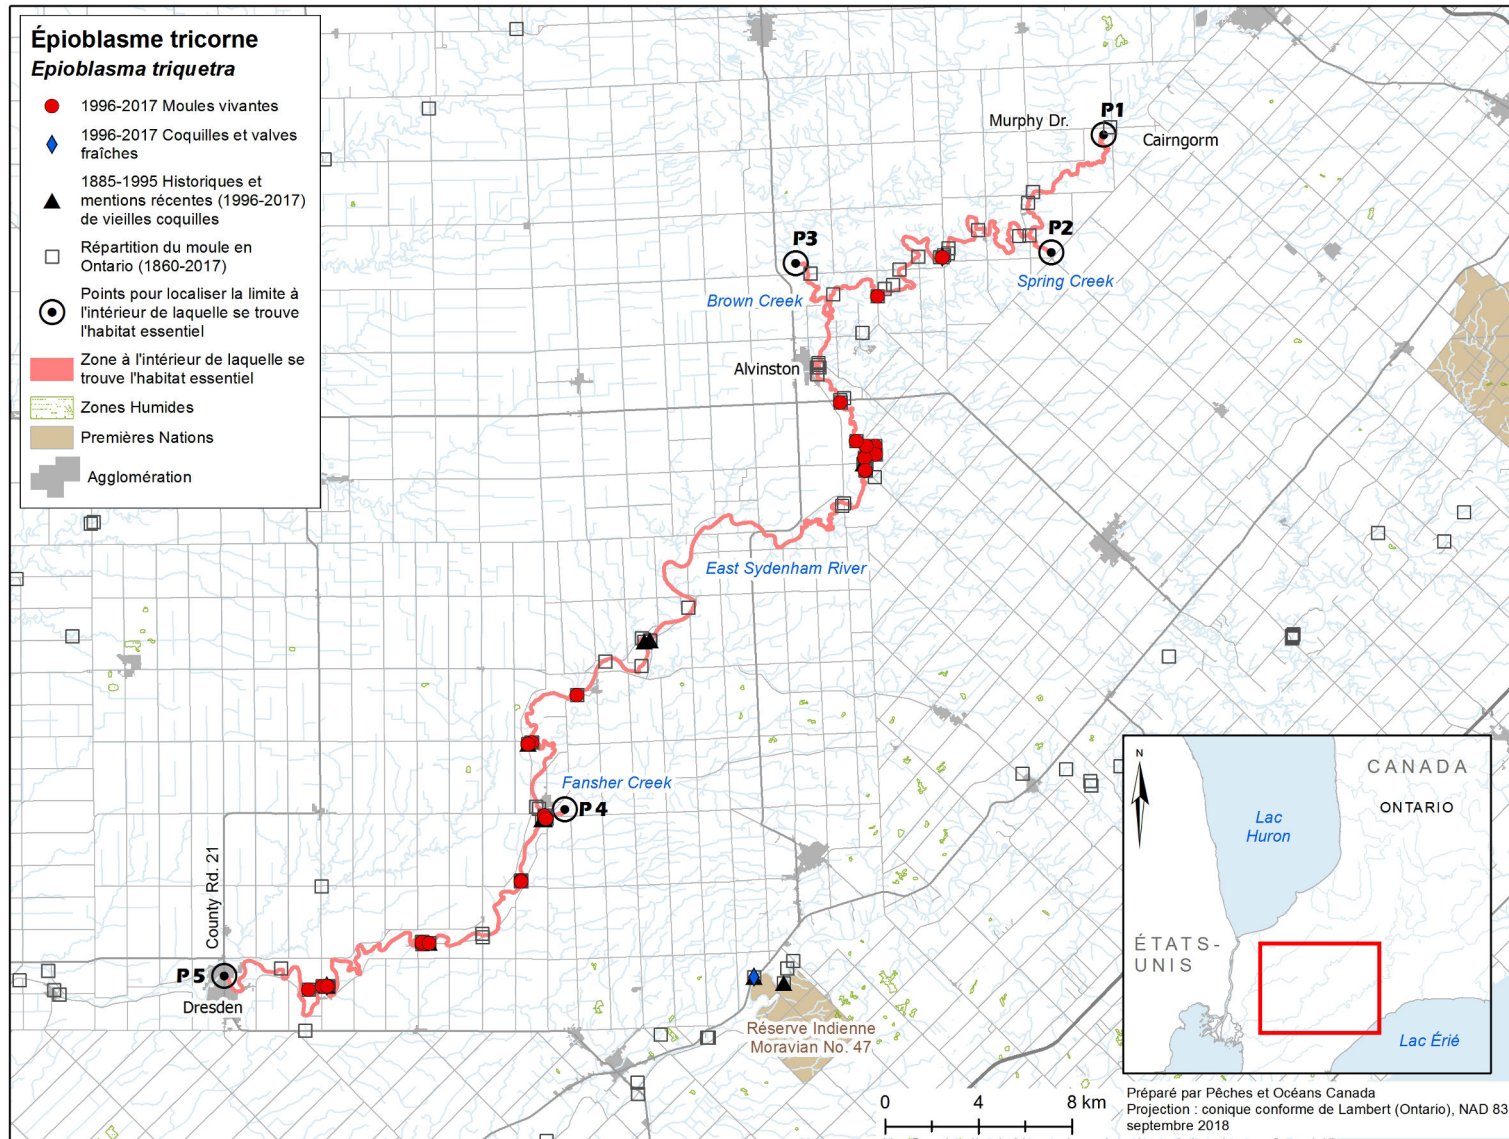 Épioblasme tricorne
Epioblasma triquetra
1996-2017 Moules vivantes
1996-2017 Coquilles et valves
fraîches
1885-1995 Historiques et
mentions récentes (1996-2017)
de vieilles coquilles
Répartition du moule en
Ontario (1860-2017)
Points pour localiser la limite à
l'intérieur de laquelle se trouve
l'habitat essentiel
Zone à l'intérieur de laquelle se
trouve l'habitat essentiel
Zones Humides
Premières Nations
Agglomération
P1
Murphy Dr.
Cairngorm
P2
Spring Creek
P3
Brown Creek
Alvinston
East Sydenham River
Fansher Creek
P4
County Rd. 21
P5
Dresden
Réserve Indienne
Moravian No. 47
N
CANADA
ONTARIO
Lac
Huron
ÉTATS-
UNIS
Lac Érié
0 4 8 km
Préparé par Pêches et Océans Canada
Projection : conique conforme de Lambert (Ontario), NAD 83
septembre 2018